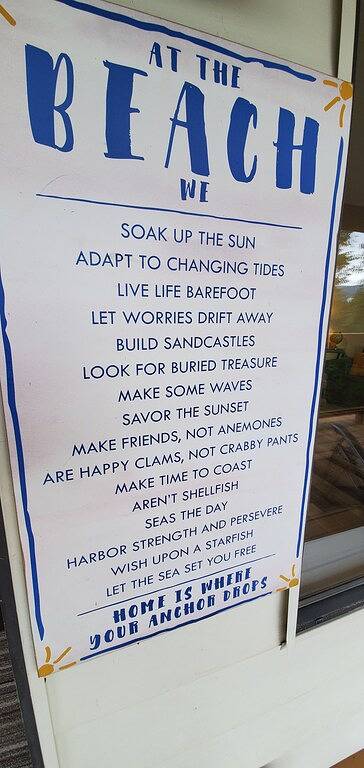 AT THE
BEACH
WE
SOAK UP THE SUN
ADAPT TO CHANGING TIDES
LIVE LIFE BAREFOOT
LET WORRIES DRIFT AWAY
BUILD SANDCASTLES
LOOK FOR BURIED TREASURE
MAKE SOME WAVES
SAVOR THE SUNSET
MAKE FRIENDS, NOT ANEMONES
ARE HAPPY CLAMS, NOT CRABBY PANTS
MAKE TIME TO COAST
AREN'T SHELLFISH
SEAS THE DAY
HARBOR STRENGTH AND PERSEVERE
WISH UPON A STARFISH
LET THE SEA SET YOU FREE
HOME IS WHERE
YOUR ANCHOR DROPS